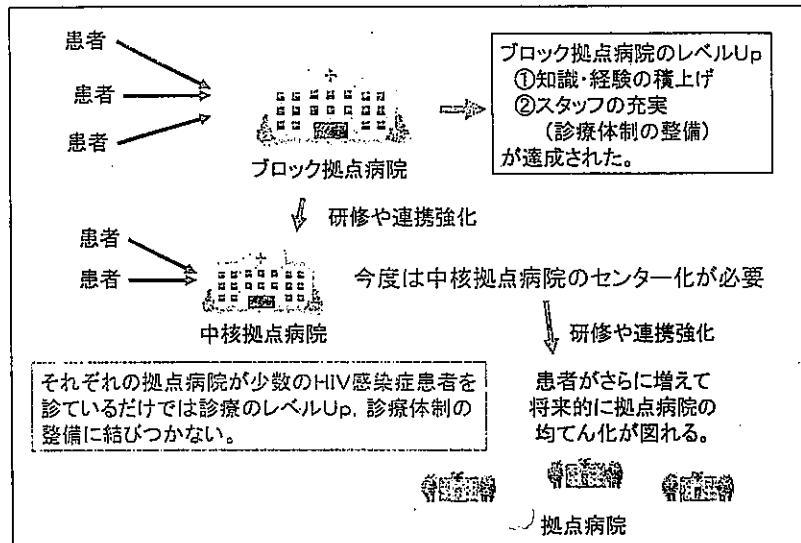 患者
患者
患者
ブロック拠点病院
ブロック拠点病院のレベルUp
①知識・経験の積上げ
②スタッフの充実
(診療体制の整備)
が達成された。
研修や連携強化
患者
患者
中核拠点病院
今度は中核拠点病院のセンター化が必要
研修や連携強化
それぞれの拠点病院が少数のHIV感染症患者を
診ているだけでは診療のレベルUp, 診療体制の
整備に結びつかない。
患者がさらに増えて
将来的に拠点病院の
均てん化が図れる。
拠点病院